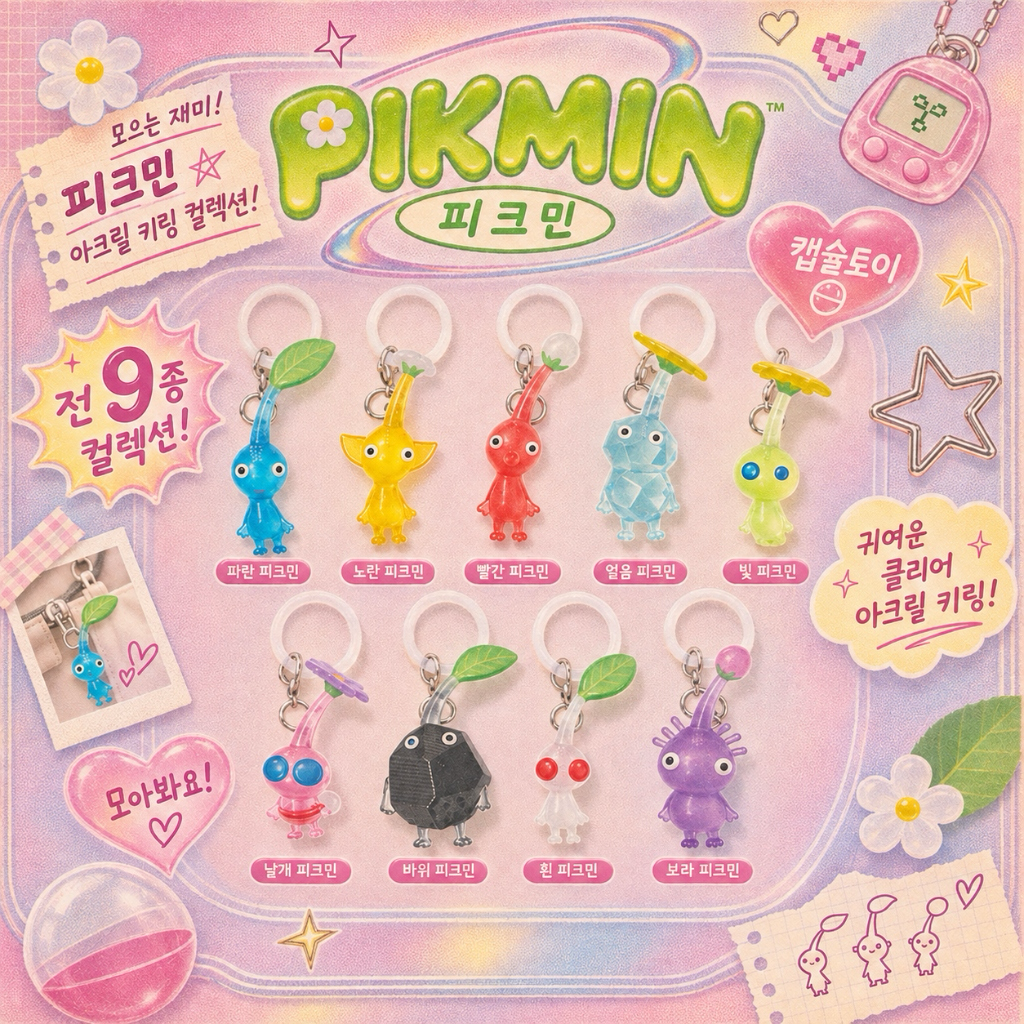 모으는 재미!
피크민
아크릴 키링 컬렉션!
PIKMIN™
피크민
캡슐토이
전 9종
컬렉션!
파란 피크민
노란 피크민
빨간 피크민
얼음 피크민
빛 피크민
귀여운
클리어
아크릴 키링!
날개 피크민
바위 피크민
흰 피크민
보라 피크민
모아봐요!